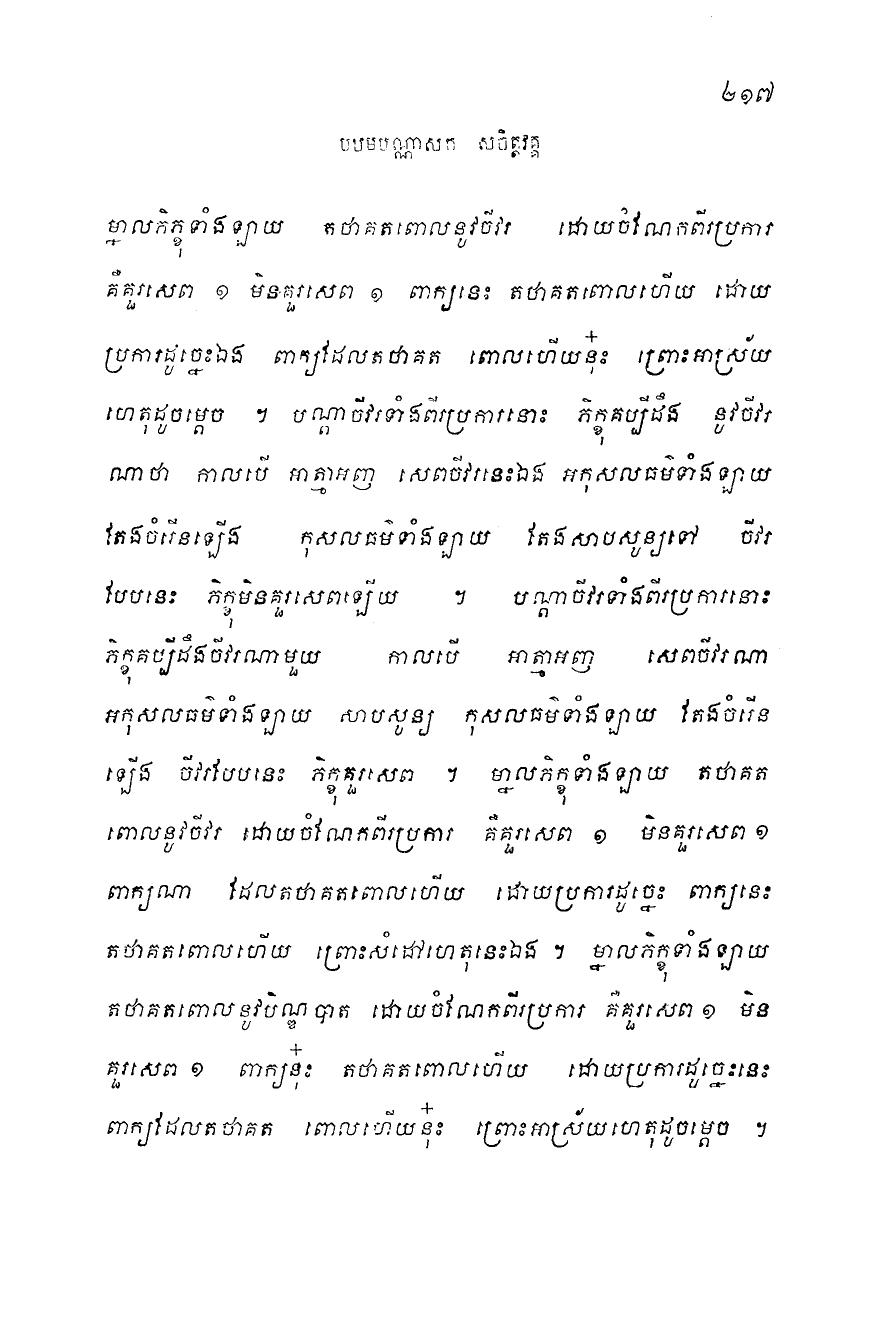 ២១៧
បឋមបណ្ណាសក សចិត្តវគ្គ
ម្នាលភិក្ខុទាំងឡាយ តថាគតពោលនូវចីវរ ដោយចំណែកពីរប្រការ
គឺគួរសេព ១ មិនគួរសេព ១ ពាក្យនេះ តថាគតពោលហើយ ដោយ
ប្រការដូច្នេះឯង ពាក្យដែលតថាគត ពោលហើយនុ៎ះ ព្រោះអាស្រ័យ
ហេតុដូចម្តេច ។ បណ្តាចីវរទាំងពីរប្រការនោះ ភិក្ខុគប្បីដឹង នូវចីវរ
ណាថា កាលបើ អាត្មាអញ សេពចីវរនេះឯង អកុសលធម៌ទាំងឡាយ
តែងចំរើនឡើង កុសលធម៌ទាំងឡាយ តែងសាបសូន្យទៅ ចីវរ
បែបនេះ ភិក្ខុមិនគួរសេពឡើយ ។ បណ្តាចីវរទាំងពីរប្រការនោះ
ភិក្ខុគប្បីដឹងចីវរណាមួយ កាលបើ អាត្មាអញ សេពចីវរណា
អកុសលធម៌ទាំងឡាយ សាបសូន្យ កុសលធម៌ទាំងឡាយ តែងចំរើន
ឡើង ចីវរបែបនេះ ភិក្ខុគួរសេព ។ ម្នាលភិក្ខុទាំងឡាយ តថាគត
ពោលនូវចីវរ ដោយចំណែកពីរប្រការ គឺគួរសេព ១ មិនគួរសេព ១
ពាក្យណា ដែលតថាគតពោលហើយ ដោយប្រការដូច្នេះ ពាក្យនេះ
តថាគតពោលហើយ ព្រោះសំដៅហេតុនេះឯង ។ ម្នាលភិក្ខុទាំងឡាយ
តថាគតពោលនូវបិណ្ឌបាត ដោយចំណែកពីរប្រការ គឺគួរសេព ១ មិន
គួរសេព ១ ពាក្យនុ៎ះ តថាគតពោលហើយ ដោយប្រការដូច្នេះនេះ
ពាក្យដែលតថាគត ពោលហើយនុ៎ះ ព្រោះអាស្រ័យហេតុដូចម្តេច ។